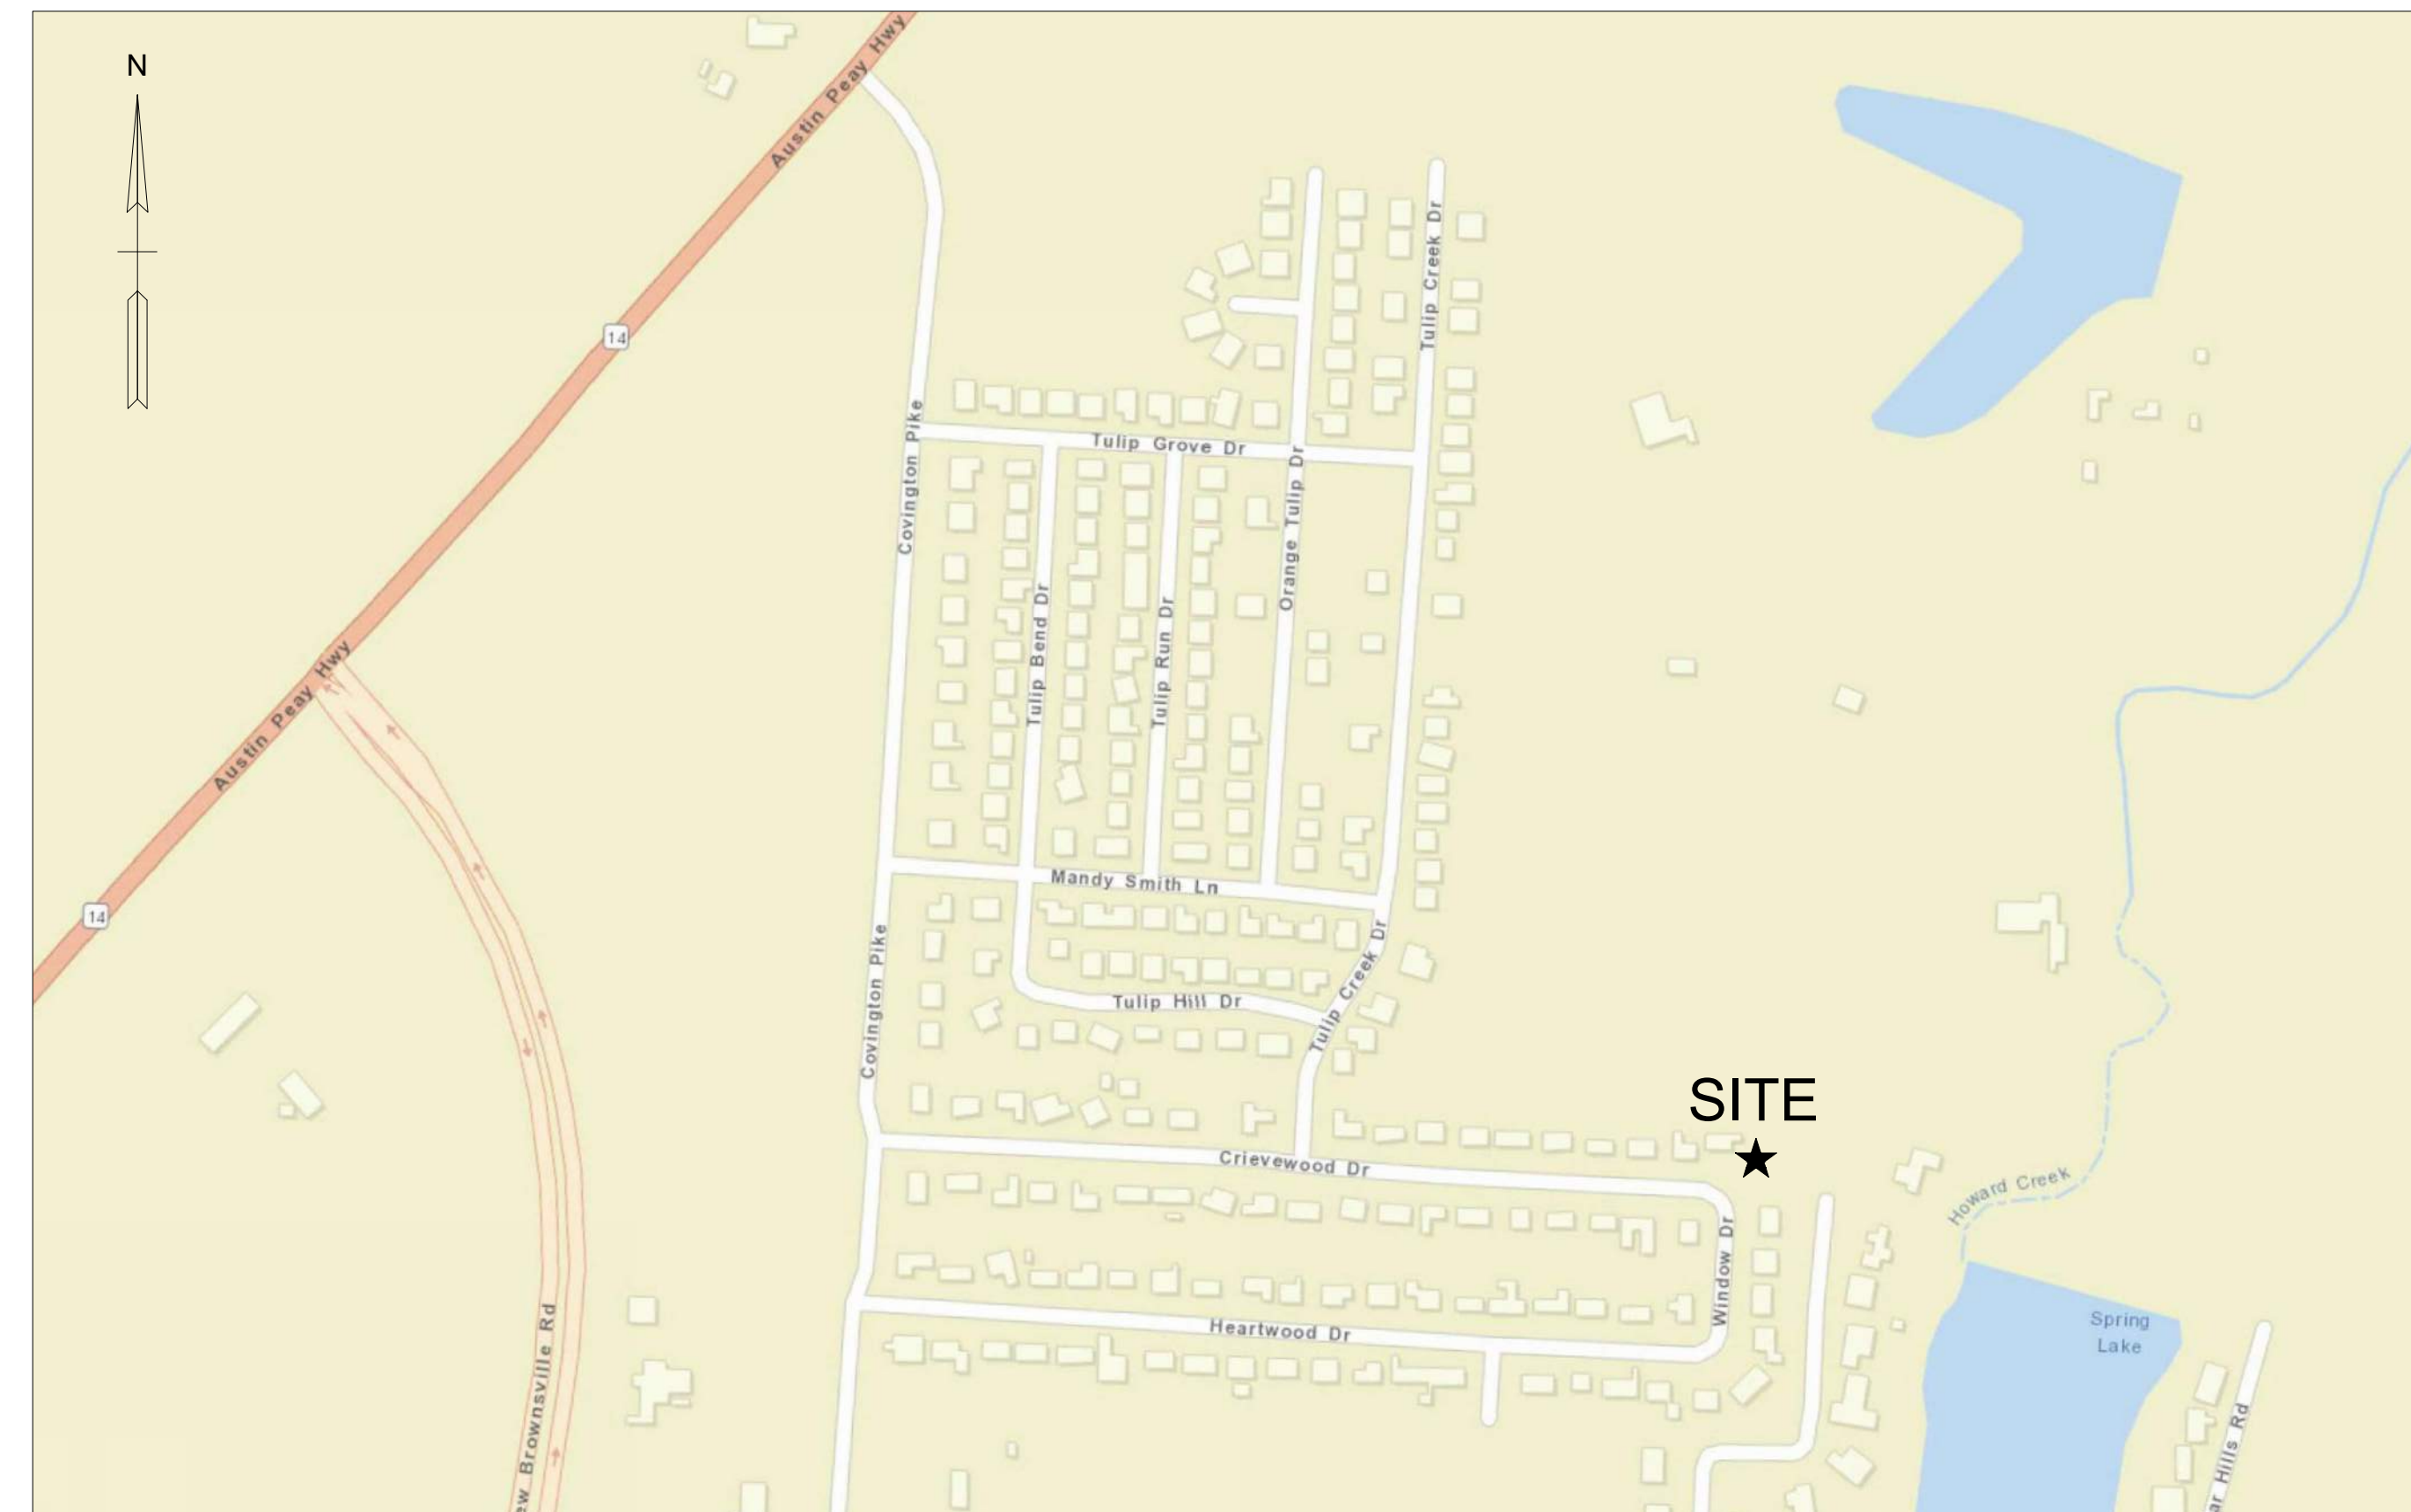 N
Austin Peay Hwy
14
Tulip Creek Dr
Covington Pike
Tulip Grove Dr
Orange Tulip Dr
Tulip Bend Dr
Tulip Run Dr
Austin Peay Hwy
14
Mandy Smith Ln
Covington Pike
Tulip Creek Dr
Tulip Hill Dr
SITE
Crievewood Dr
Howard Creek
Window Dr
Heartwood Dr
Spring
Lake
Brownsville Rd
Hills Rd